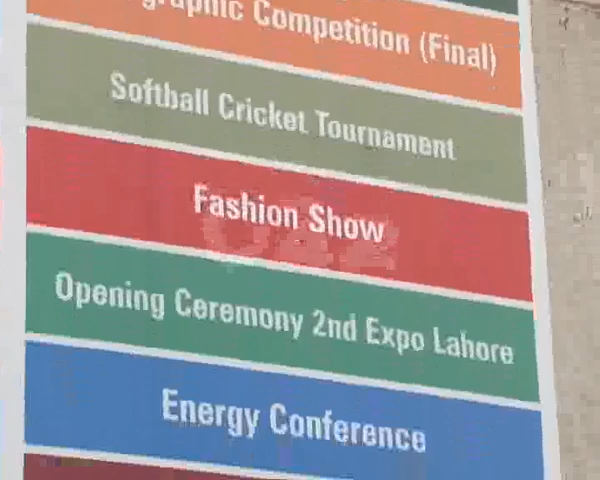 Competition (Final)
Softball Cricket Tournament
Fashion Show
Opening Ceremony 2nd Expo Lahore
Energy Conference